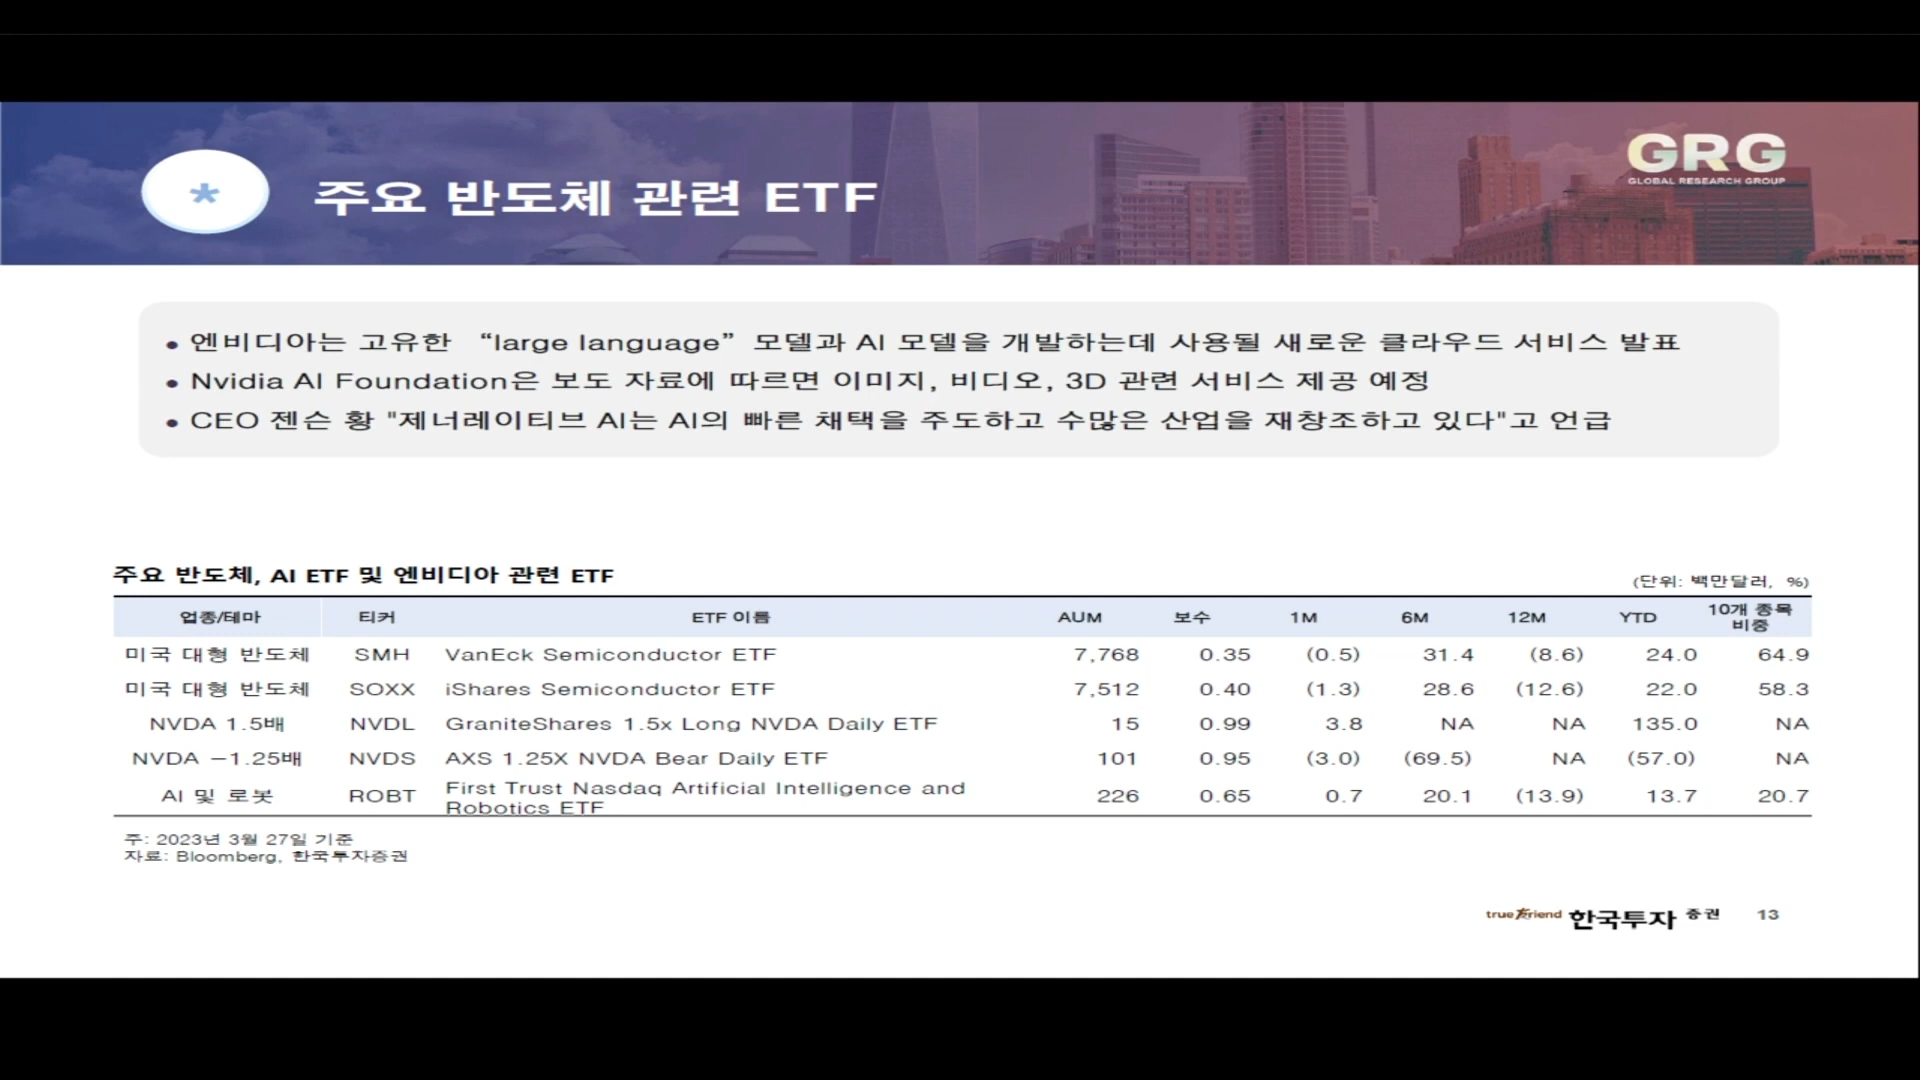 GRG
GLOBAL RESEARCH GROUP
* 주요 반도체 관련 ETF
• 엔비디아는 고유한 “large language” 모델과 AI 모델을 개발하는데 사용될 새로운 클라우드 서비스 발표
• Nvidia AI Foundation은 보도 자료에 따르면 이미지, 비디오, 3D 관련 서비스 제공 예정
• CEO 젠슨 황 "제너레이티브 AI는 AI의 빠른 채택을 주도하고 수많은 산업을 재창조하고 있다"고 언급
주요 반도체, AI ETF 및 엔비디아 관련 ETF
(단위: 백만달러, %)
업종/테마 티커 ETF 이름 AUM 보수 1M 6M 12M YTD 10개 종목
비중
미국 대형 반도체 SMH VanEck Semiconductor ETF 7,768 0.35 (0.5) 31.4 (8.6) 24.0 64.9
미국 대형 반도체 SOXX iShares Semiconductor ETF 7,512 0.40 (1.3) 28.6 (12.6) 22.0 58.3
NVDA 1.5배 NVDL GraniteShares 1.5x Long NVDA Daily ETF 15 0.99 3.8 NA NA 135.0 NA
NVDA −1.25배 NVDS AXS 1.25X NVDA Bear Daily ETF 101 0.95 (3.0) (69.5) NA (57.0) NA
AI 및 로봇 ROBT First Trust Nasdaq Artificial Intelligence and
Robotics ETF 226 0.65 0.7 20.1 (13.9) 13.7 20.7
주: 2023년 3월 27일 기준
자료: Bloomberg, 한국투자증권
true friend 한국투자 증권 13